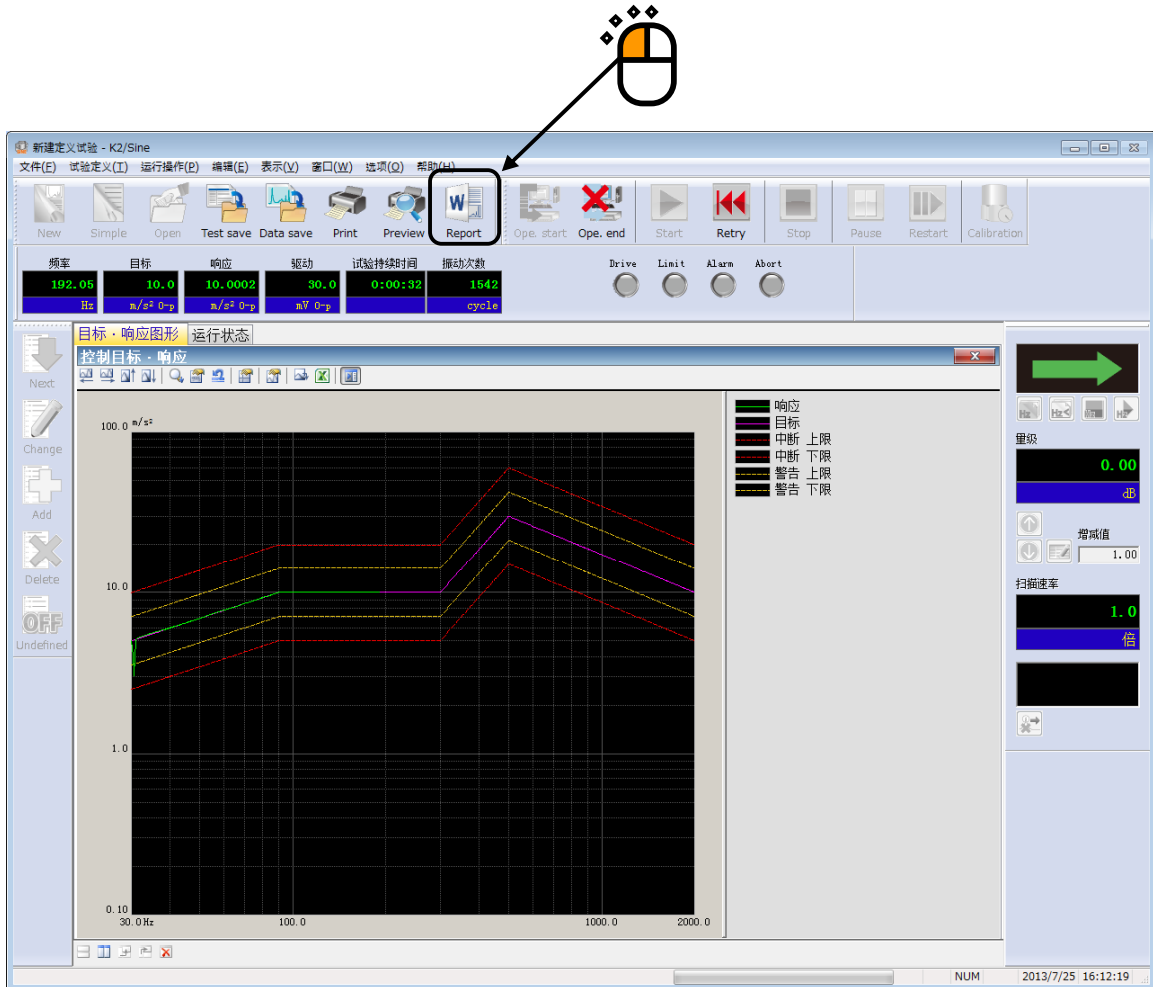 新建定义试验 - K2/Sine
文件(F) 试验定义(T) 运行操作(P) 编辑(E) 表示(V) 窗口(W) 选项(O) 帮助(H)
New Simple Open Test save Data save Print Preview Report Ope. start Ope. end Start Retry Stop Pause Restart Calibration
频率 目标 响应 驱动 试验持续时间 振动次数 Drive Limit Alarm Abort
192.05 10.0 10.0002 30.0 0:00:32 1542
Hz m/s² 0-p m/s² 0-p mV 0-p cycle
目标・响应图形 运行状态
控制目标・响应
Next
Change
Add
Delete
OFF
Undefined
100.0 m/s²
10.0
1.0
0.10
30.0 Hz 100.0 1000.0 2000.0
响应
目标
中断 上限
中断 下限
警告 上限
警告 下限
量级
0.00
dB
增减值
1.00
扫描速率
1.0
倍
NUM 2013/7/25 16:12:19